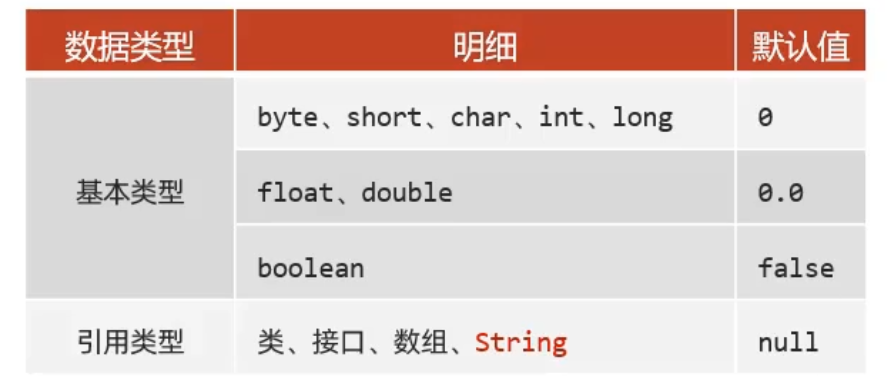 数据类型 明细 默认值
byte、short、char、int、long 0
基本类型 float、double 0.0
boolean false
引用类型 类、接口、数组、String null